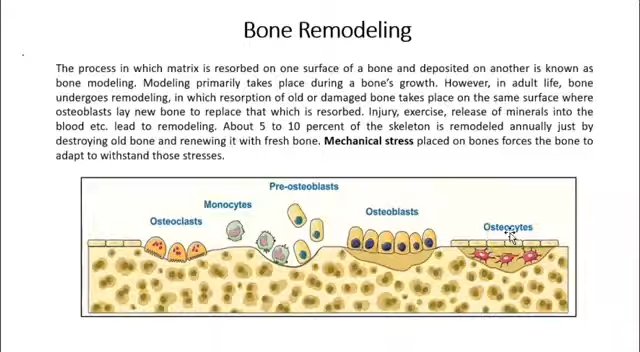 Bone Remodeling
The process in which matrix is resorbed on one surface of a bone and deposited on another is known as
bone modeling. Modeling primarily takes place during a bone's growth. However, in adult life, bone
undergoes remodeling, in which resorption of old or damaged bone takes place on the same surface where
osteoblasts lay new bone to replace that which is resorbed. Injury, exercise, release of minerals into the
blood etc. lead to remodeling. About 5 to 10 percent of the skeleton is remodeled annually just by
destroying old bone and renewing it with fresh bone. Mechanical stress placed on bones forces the bone to
adapt to withstand those stresses.
Pre-osteoblasts
Monocytes
Osteoclasts
Osteoblasts
Osteocytes